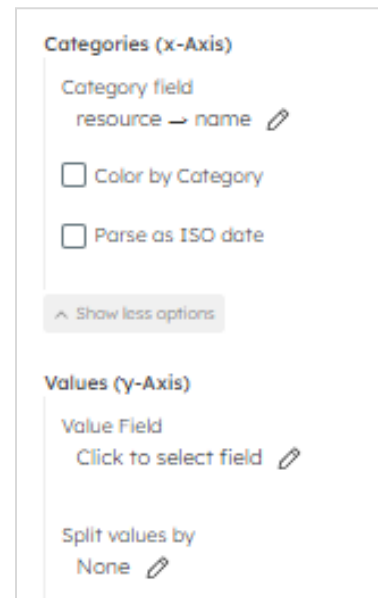 Categories (x-Axis)
Category field
resource → name
Color by Category
Parse as ISO date
Show less options
Values (y-Axis)
Value Field
Click to select field
Split values by
None